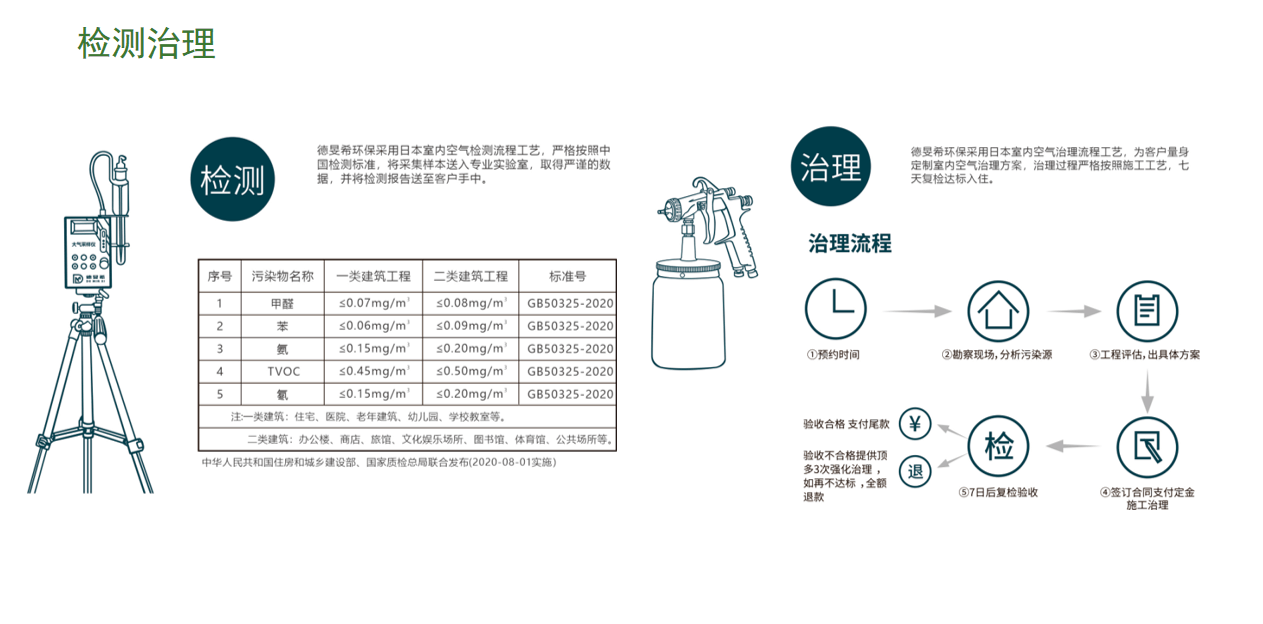 检测治理
检测
德旻希环保采用日本室内空气检测流程工艺，严格按照中
国检测标准，将采集样本送入专业实验室，取得严谨的数
据，并将检测报告送至客户手中。
大气采样仪
序号 污染物名称 一类建筑工程 二类建筑工程 标准号
1 甲醛 ≤0.07mg/m³ ≤0.08mg/m³ GB50325-2020
2 苯 ≤0.06mg/m³ ≤0.09mg/m³ GB50325-2020
3 氨 ≤0.15mg/m³ ≤0.20mg/m³ GB50325-2020
4 TVOC ≤0.45mg/m³ ≤0.50mg/m³ GB50325-2020
5 氡 ≤0.15mg/m³ ≤0.20mg/m³ GB50325-2020
注:一类建筑：住宅、医院、老年建筑、幼儿园、学校教室等。
二类建筑：办公楼、商店、旅馆、文化娱乐场所、图书馆、体育馆、公共场所等。
中华人民共和国住房和城乡建设部、国家质检总局联合发布(2020-08-01实施)
治理
德旻希环保采用日本室内空气治理流程工艺，为客户量身
定制室内空气治理方案，治理过程严格按照施工工艺，七
天复检达标入住。
治理流程
①预约时间
②勘察现场，分析污染源
③工程评估，出具体方案
④签订合同支付定金
施工治理
检
⑤7日后复检验收
¥
验收合格 支付尾款
退
验收不合格提供顶
多3次强化治理，
如再不达标，全额
退款